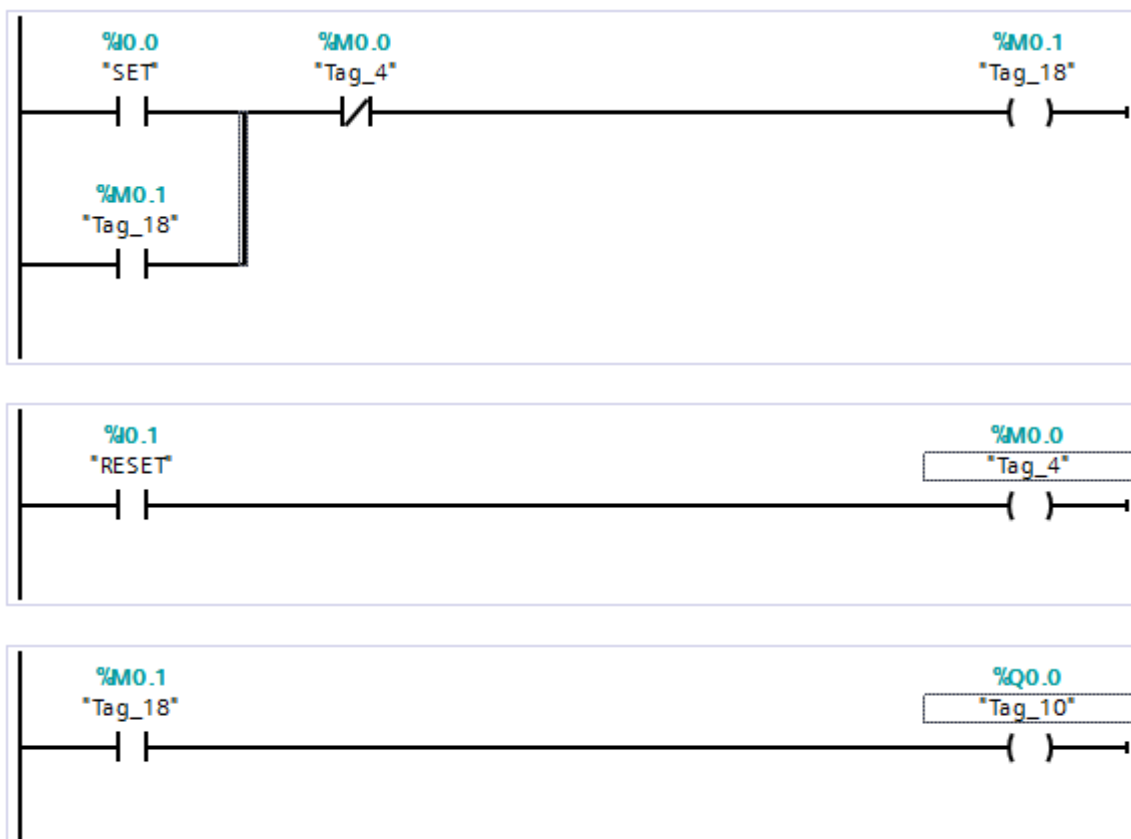 %I0.0 %M0.0 %M0.1
"SET" "Tag_4" "Tag_18"
%M0.1
"Tag_18"
%I0.1 %M0.0
"RESET" "Tag_4"
%M0.1 %Q0.0
"Tag_18" "Tag_10"